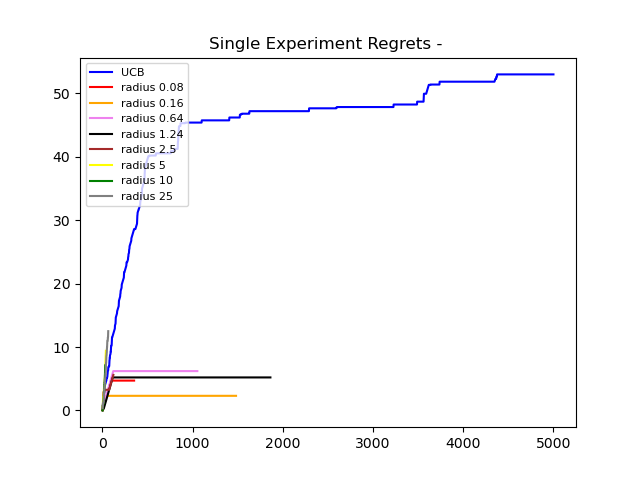 Single Experiment Regrets -
UCB
radius 0.08
radius 0.16
radius 0.64
radius 1.24
radius 2.5
radius 5
radius 10
radius 25
50
40
30
20
10
0
0 1000 2000 3000 4000 5000